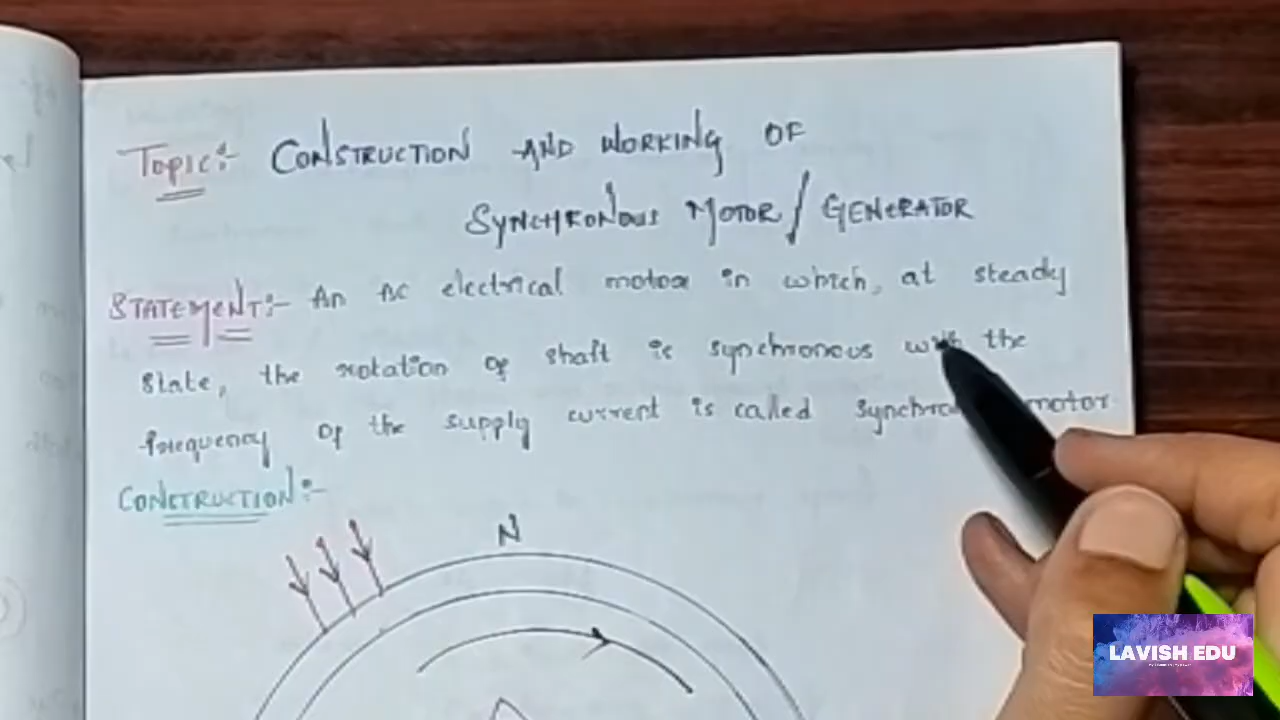 Topic:- CONSTRUCTION AND WORKING OF
SYNCHRONOUS MOTOR/GENERATOR
STATEMENT:- An AC electrical motor in which, at steady
state, the rotation of shaft is synchronous with the
frequency of the supply current is called motor
CONSTRUCTION:-
N
LAVISH EDU